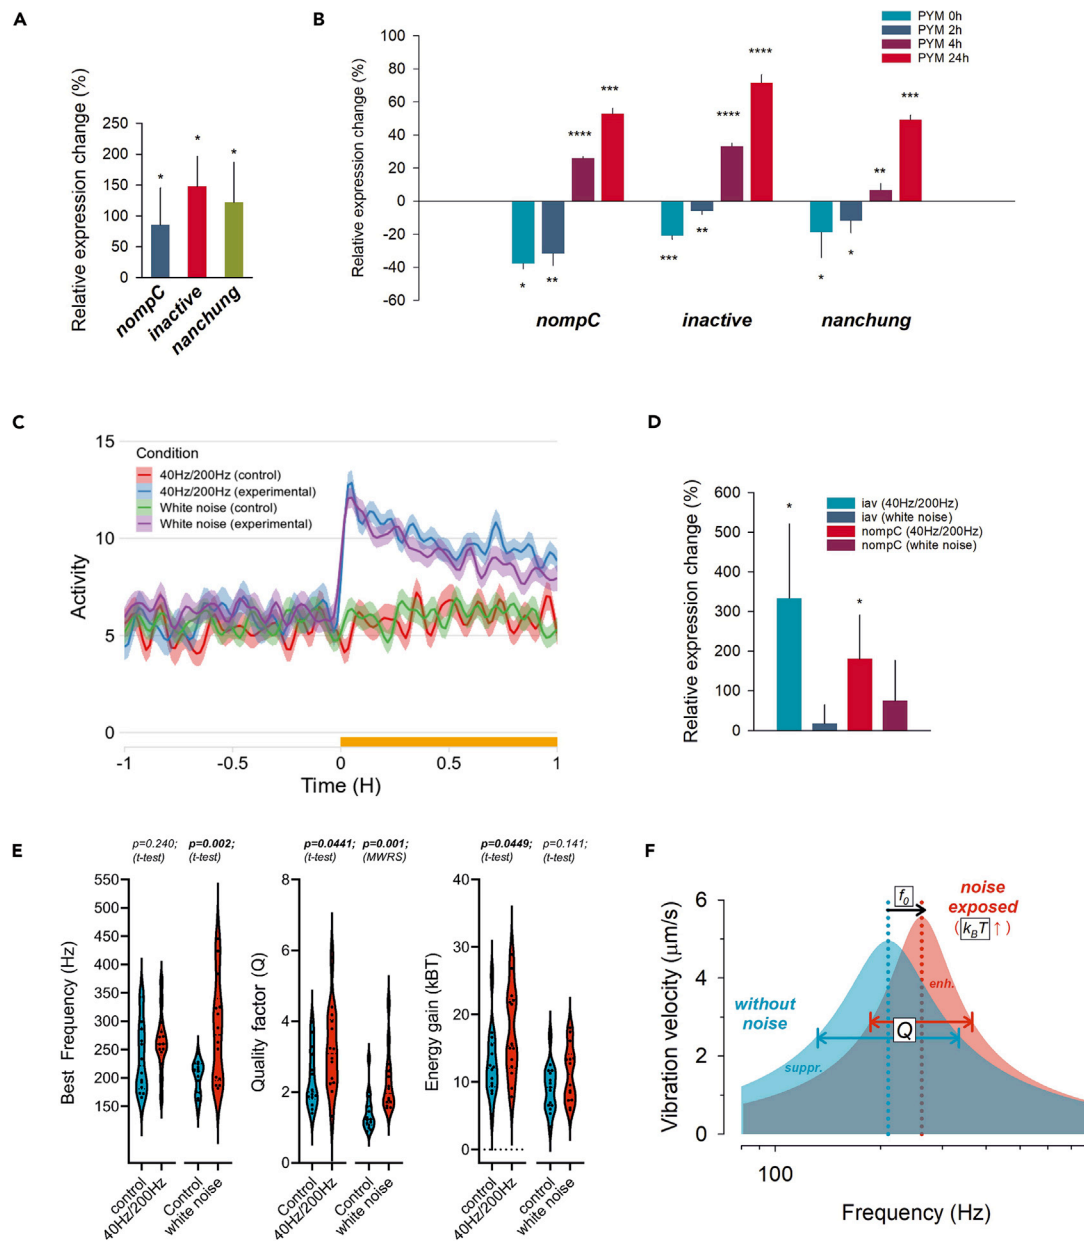 A
Relative expression change (%)
250
200
150
100
50
0
*
*
*
nompC
inactive
nanchung
B
PYM 0h
PYM 2h
PYM 4h
PYM 24h
Relative expression change (%)
100
80
60
40
20
0
-20
-40
-60
*
**
****
***
***
**
****
****
*
*
**
***
nompC
inactive
nanchung
C
Activity
15
10
5
0
Condition
40Hz/200Hz (control)
40Hz/200Hz (experimental)
White noise (control)
White noise (experimental)
-1
-0.5
0
0.5
1
Time (H)
D
Relative expression change (%)
600
500
400
300
200
100
0
iav (40Hz/200Hz)
iav (white noise)
nompC (40Hz/200Hz)
nompC (white noise)
*
*
E
p=0.240;
(t-test)
p=0.002;
(t-test)
Best Frequency (Hz)
550
500
450
400
350
300
250
200
150
control
40Hz/200Hz
Control
white noise
p=0.0441;
(t-test)
p=0.001;
(MWRS)
Quality factor (Q)
8
6
4
2
0
control
40Hz/200Hz
Control
white noise
p=0.0449;
(t-test)
p=0.141;
(t-test)
Energy gain (kBT)
40
30
20
10
0
control
40Hz/200Hz
Control
white noise
F
Vibration velocity (µm/s)
6
4
2
0
f0
noise
exposed
(kBT ↑)
without
noise
enh.
Q
suppr.
100
Frequency (Hz)